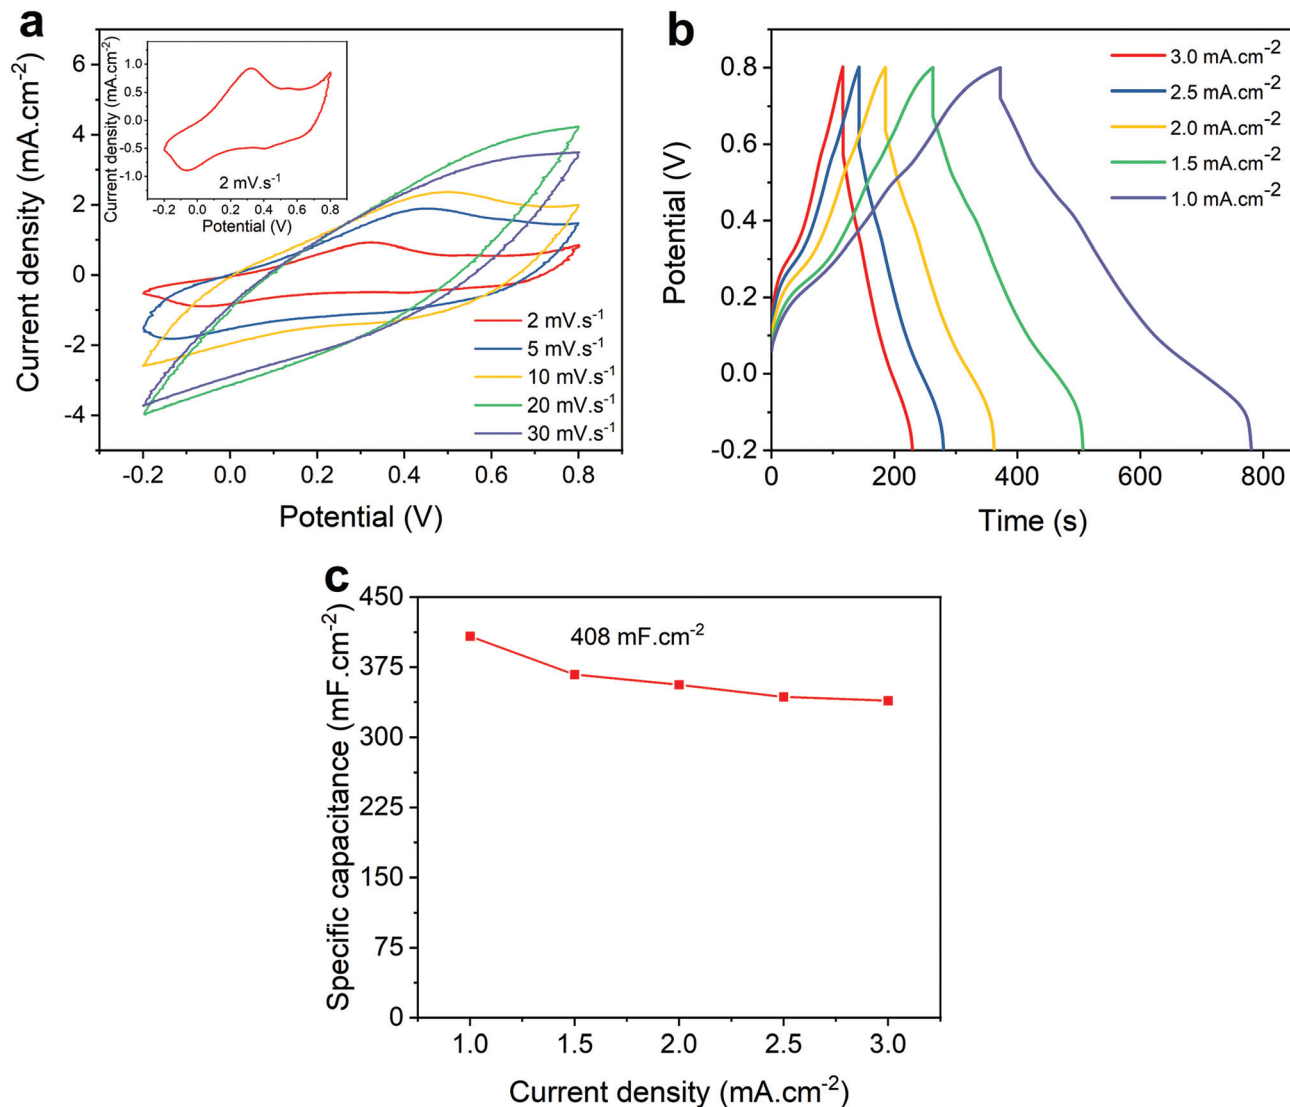 a
Current density (mA.cm⁻²)
6
4
2
0
-2
-4
-0.2 0.0 0.2 0.4 0.6 0.8
Potential (V)
Current density (mA.cm⁻²)
1.0
0.5
0.0
-0.5
-1.0
2 mV.s⁻¹
-0.2 0.0 0.2 0.4 0.6 0.8
Potential (V)
2 mV.s⁻¹
5 mV.s⁻¹
10 mV.s⁻¹
20 mV.s⁻¹
30 mV.s⁻¹
b
Potential (V)
0.8
0.6
0.4
0.2
0.0
-0.2
0 200 400 600 800
Time (s)
3.0 mA.cm⁻²
2.5 mA.cm⁻²
2.0 mA.cm⁻²
1.5 mA.cm⁻²
1.0 mA.cm⁻²
c
Specific capacitance (mF.cm⁻²)
450
375
300
225
150
75
0
408 mF.cm⁻²
1.0 1.5 2.0 2.5 3.0
Current density (mA.cm⁻²)